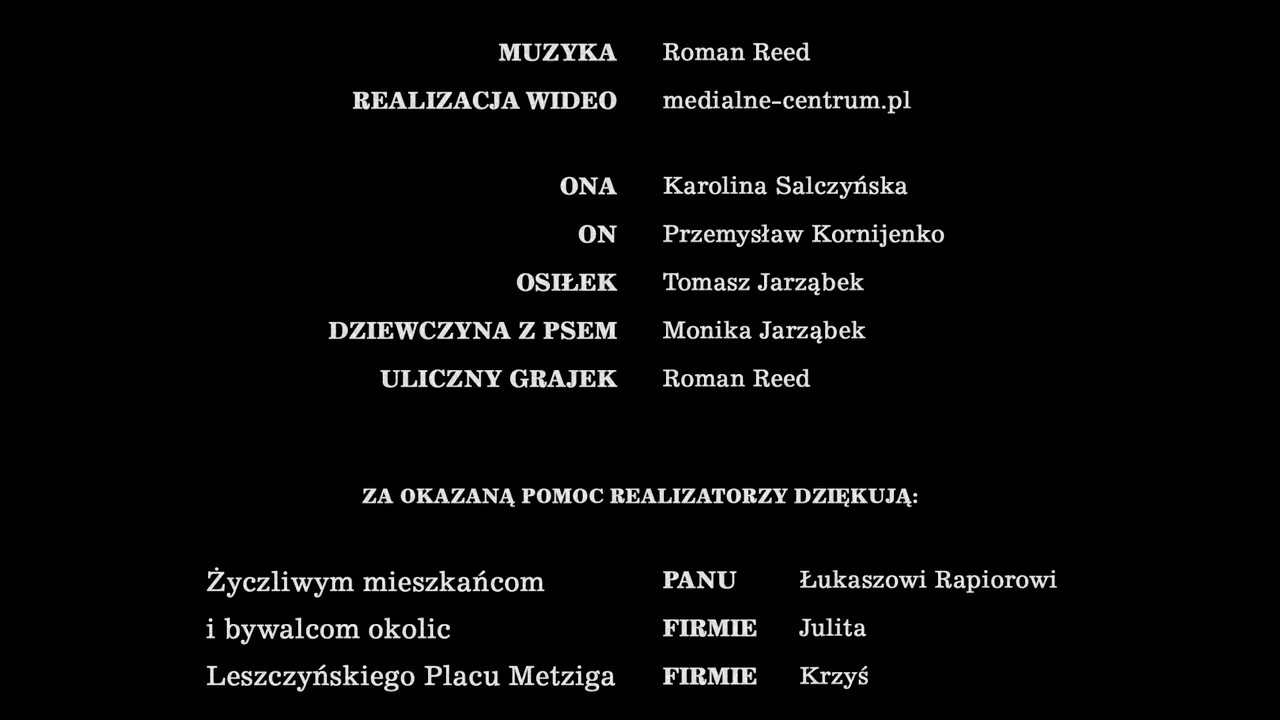 MUZYKA Roman Reed
REALIZACJA WIDEO medialne-centrum.pl
ONA Karolina Salczyńska
ON Przemysław Kornijenko
OSIŁEK Tomasz Jarząbek
DZIEWCZYNA Z PSEM Monika Jarząbek
ULICZNY GRAJEK Roman Reed
ZA OKAZANĄ POMOC REALIZATORZY DZIĘKUJĄ:
Życzliwym mieszkańcom
i bywalcom okolic
Leszczyńskiego Placu Metziga
PANU Łukaszowi Rapiorowi
FIRMIE Julita
FIRMIE Krzyś